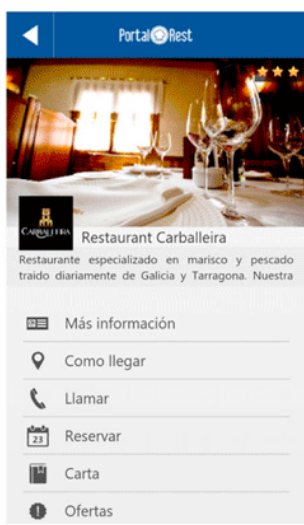 PortalRest
CARBALLEIRA
Restaurant Carballeira
Restaurante especializado en marisco y pescado
traido diariamente de Galicia y Tarragona. Nuestra
Más información
Como llegar
Llamar
23
Reservar
Carta
Ofertas